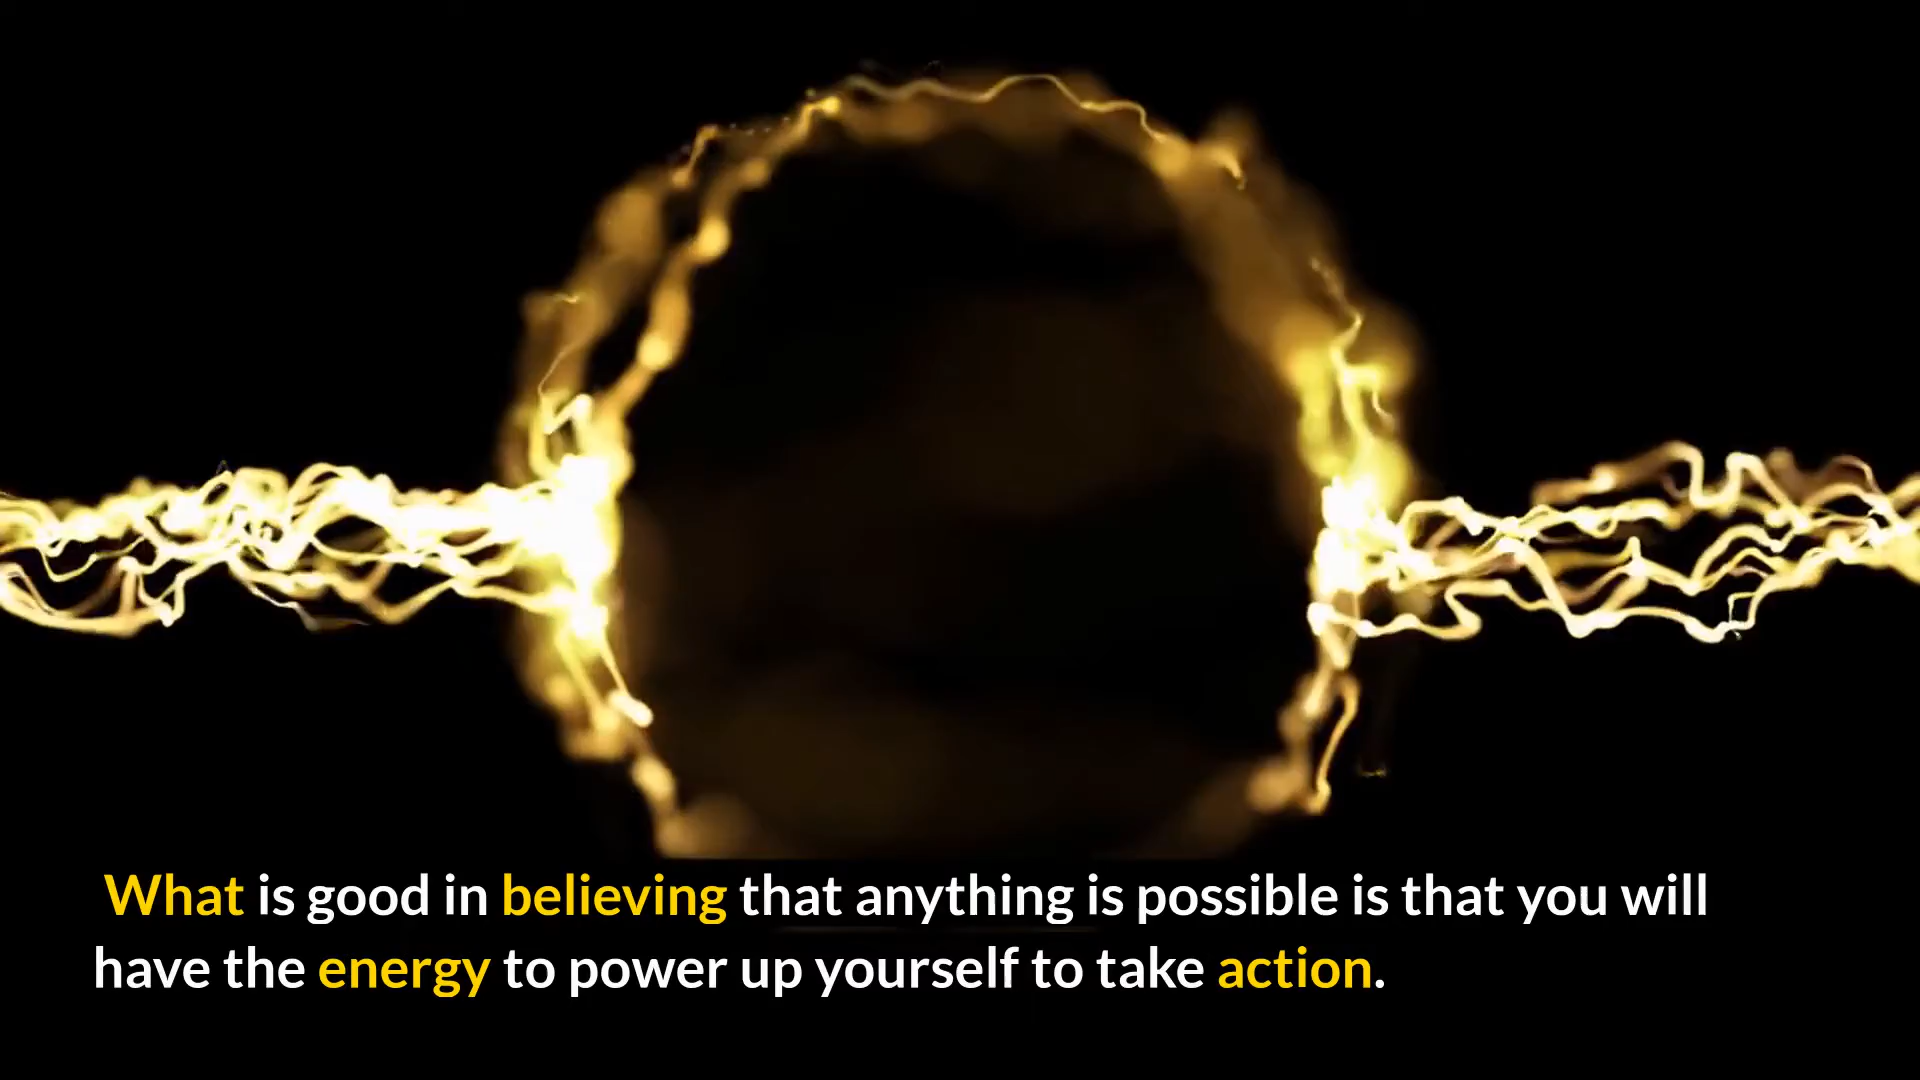 What is good in believing that anything is possible is that you will
have the energy to power up yourself to take action.